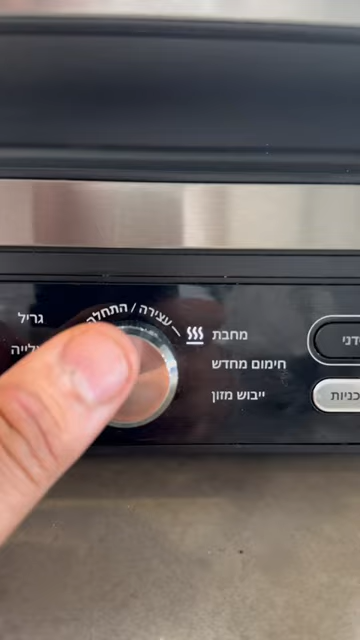 עצירה / התחלה
גריל
מחבת
חימום מחדש
ייבוש מזון